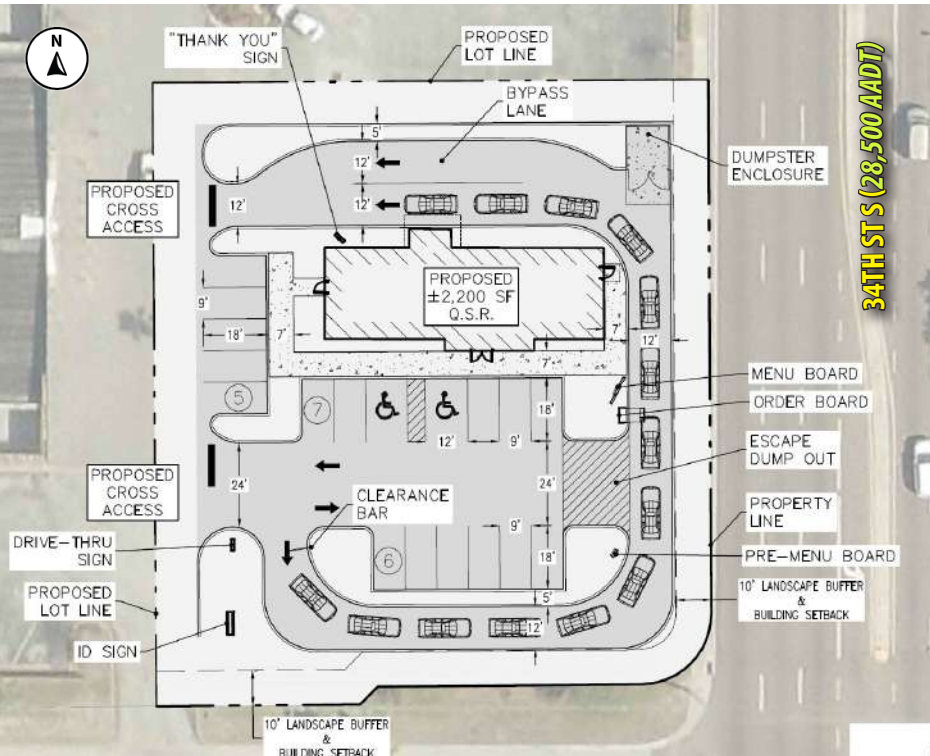 N
"THANK YOU"
SIGN
PROPOSED
LOT LINE
BYPASS
LANE
34TH ST S (28,500 AADT)
5'
12'
12'
12'
DUMPSTER
ENCLOSURE
PROPOSED
CROSS
ACCESS
PROPOSED
±2,200 SF
Q.S.R.
9'
18'
7'
7'
12'
7'
MENU BOARD
ORDER BOARD
5
7
18'
12'
9'
ESCAPE
DUMP OUT
PROPOSED
CROSS
ACCESS
24'
24'
CLEARANCE
BAR
PROPERTY
LINE
DRIVE-THRU
SIGN
9'
6
18'
PRE-MENU BOARD
PROPOSED
LOT LINE
10' LANDSCAPE BUFFER
&
BUILDING SETBACK
5'
12'
ID SIGN
10' LANDSCAPE BUFFER
&
BUILDING SETBACK